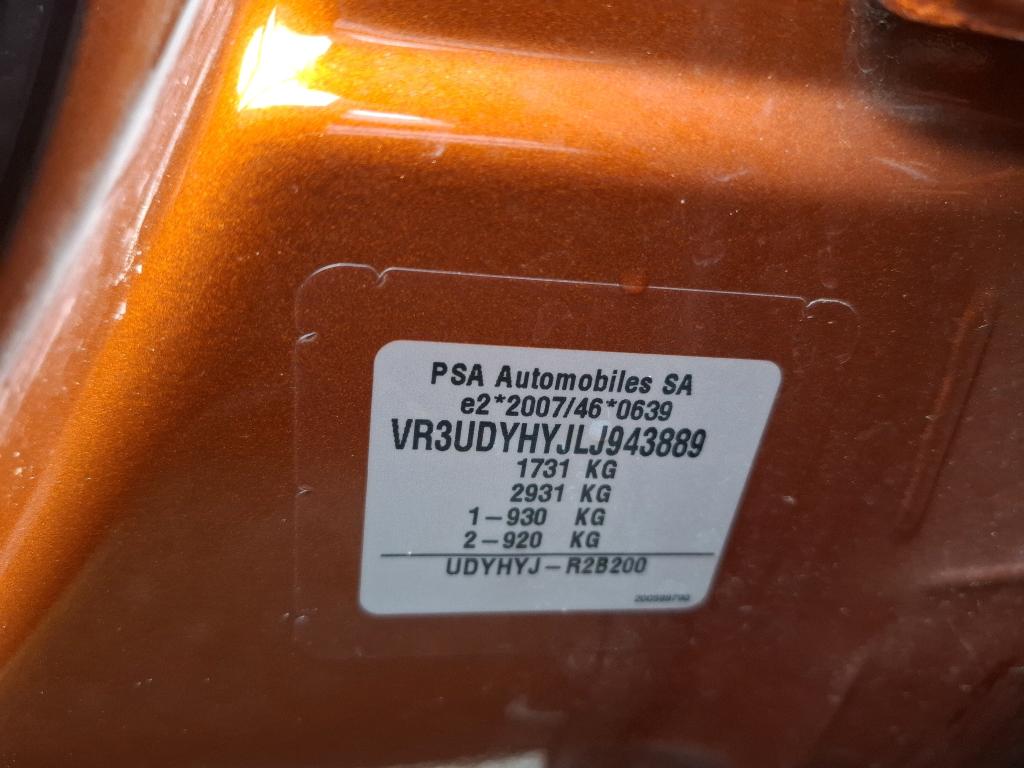 PSA Automobiles SA
e2*2007/46*0639
VR3UDYHYJLJ943889
1731 KG
2931 KG
1-930 KG
2-920 KG
UDYHYJ-R2B200